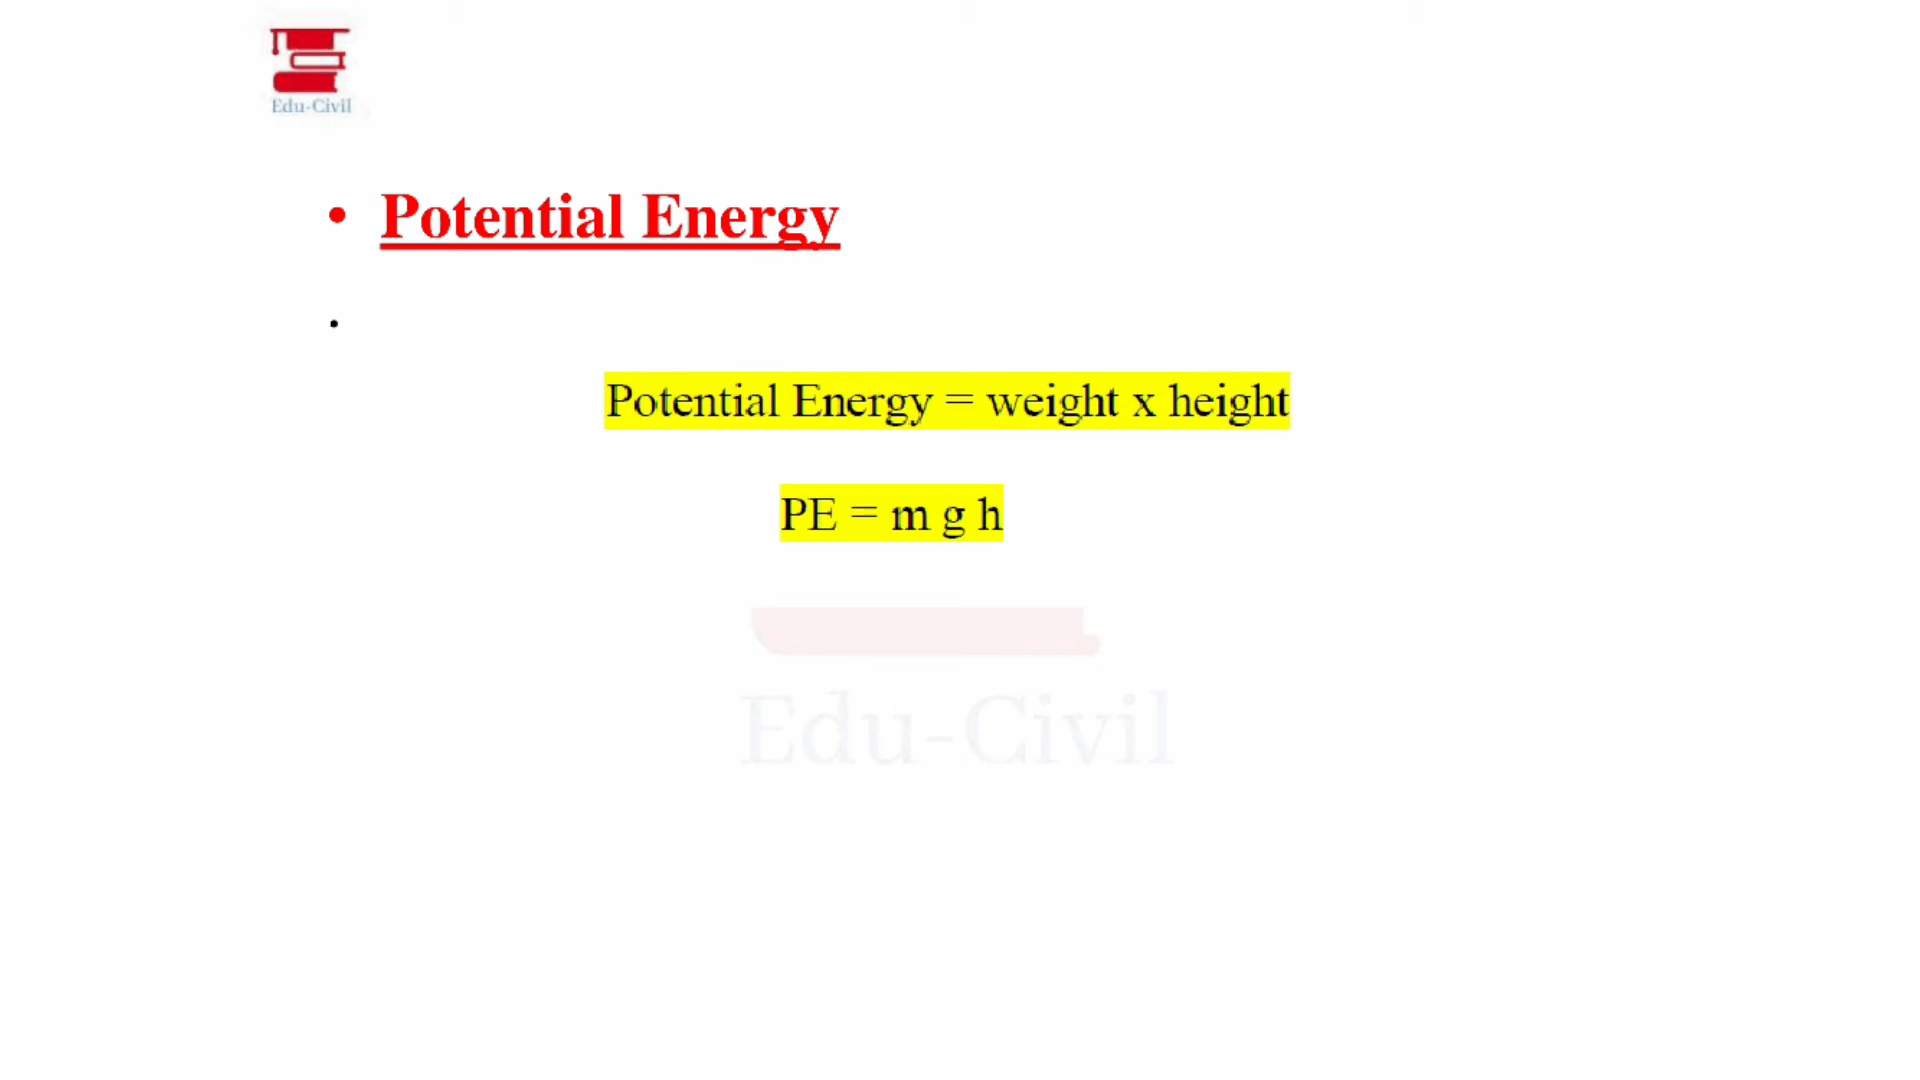 Edu-Civil
• Potential Energy
.
Potential Energy = weight x height
PE = m g h
Edu-Civil